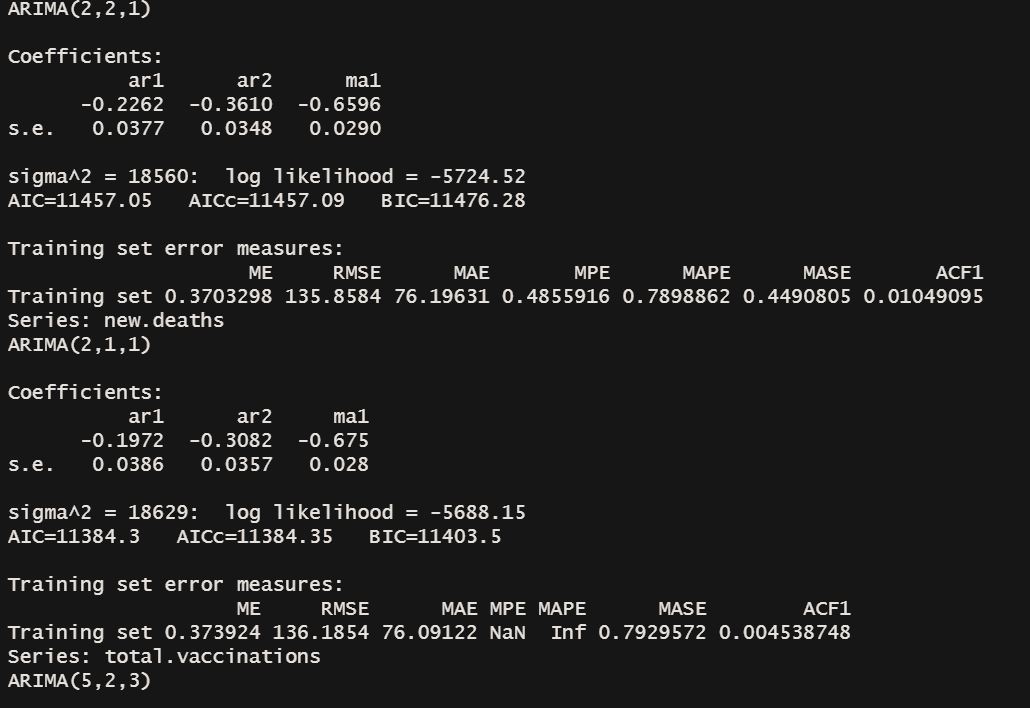 ARIMA(2,2,1)
Coefficients:
ar1 ar2 ma1
-0.2262 -0.3610 -0.6596
s.e. 0.0377 0.0348 0.0290
sigma^2 = 18560: log likelihood = -5724.52
AIC=11457.05 AICc=11457.09 BIC=11476.28
Training set error measures:
ME RMSE MAE MPE MAPE MASE ACF1
Training set 0.3703298 135.8584 76.19631 0.4855916 0.7898862 0.4490805 0.01049095
Series: new.deaths
ARIMA(2,1,1)
Coefficients:
ar1 ar2 ma1
-0.1972 -0.3082 -0.675
s.e. 0.0386 0.0357 0.028
sigma^2 = 18629: log likelihood = -5688.15
AIC=11384.3 AICc=11384.35 BIC=11403.5
Training set error measures:
ME RMSE MAE MPE MAPE MASE ACF1
Training set 0.373924 136.1854 76.09122 NaN Inf 0.7929572 0.004538748
Series: total.vaccinations
ARIMA(5,2,3)